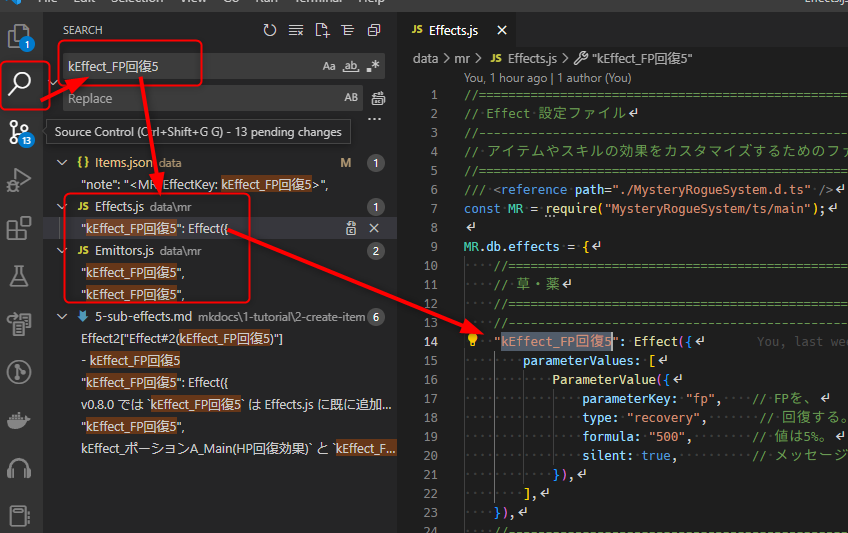 File Edit Selection View Go Run Terminal Help
Effects.js
SEARCH
kEffect_FP回復5
Aa ab .*
Replace
AB
...
1
13
Source Control (Ctrl+Shift+G G) - 13 pending changes
{} Items.json data M 1
"note": "<MR-EffectKey: kEffect_FP回復5>",
JS Effects.js data\mr 1
"kEffect_FP回復5": Effect({
JS Emittors.js data\mr 2
"kEffect_FP回復5",
"kEffect_FP回復5",
5-sub-effects.md mkdocs\1-tutorial\2-create-item 6
Effect2["Effect#2(kEffect_FP回復5)"]
- kEffect_FP回復5
"kEffect_FP回復5": Effect({
v0.8.0 では `kEffect_FP回復5` は Effects.js に既に追加...
"kEffect_FP回復5",
kEffect_ポーションA_Main(HP回復効果)` と `kEffect_F...
JS Effects.js
data > mr > JS Effects.js > "kEffect_FP回復5"
You, 1 hour ago | 1 author (You)
1 //==============================================
2 // Effect 設定ファイル↵
3 //----------------------------------------------
4 // アイテムやスキルの効果をカスタマイズするためのファ
5 //==============================================
6 /// <reference path="./MysteryRogueSystem.d.ts" />↵
7 const MR = require("MysteryRogueSystem/ts/main");↵
8 ↵
9 MR.db.effects = {↵
10 //==============================================
11 // 草・薬↵
12 //==============================================
13 //----------------------------------------------
14 "kEffect_FP回復5": Effect({↵ You, last wee
15 parameterValues: [↵
16 ParameterValue({↵
17 parameterKey: "fp", // FPを、
18 type: "recovery", // 回復する。
19 formula: "500", // 値は5%。
20 silent: true, // メッセージ
21 }),↵
22 ],↵
23 }),↵
24 //----------------------------------------------